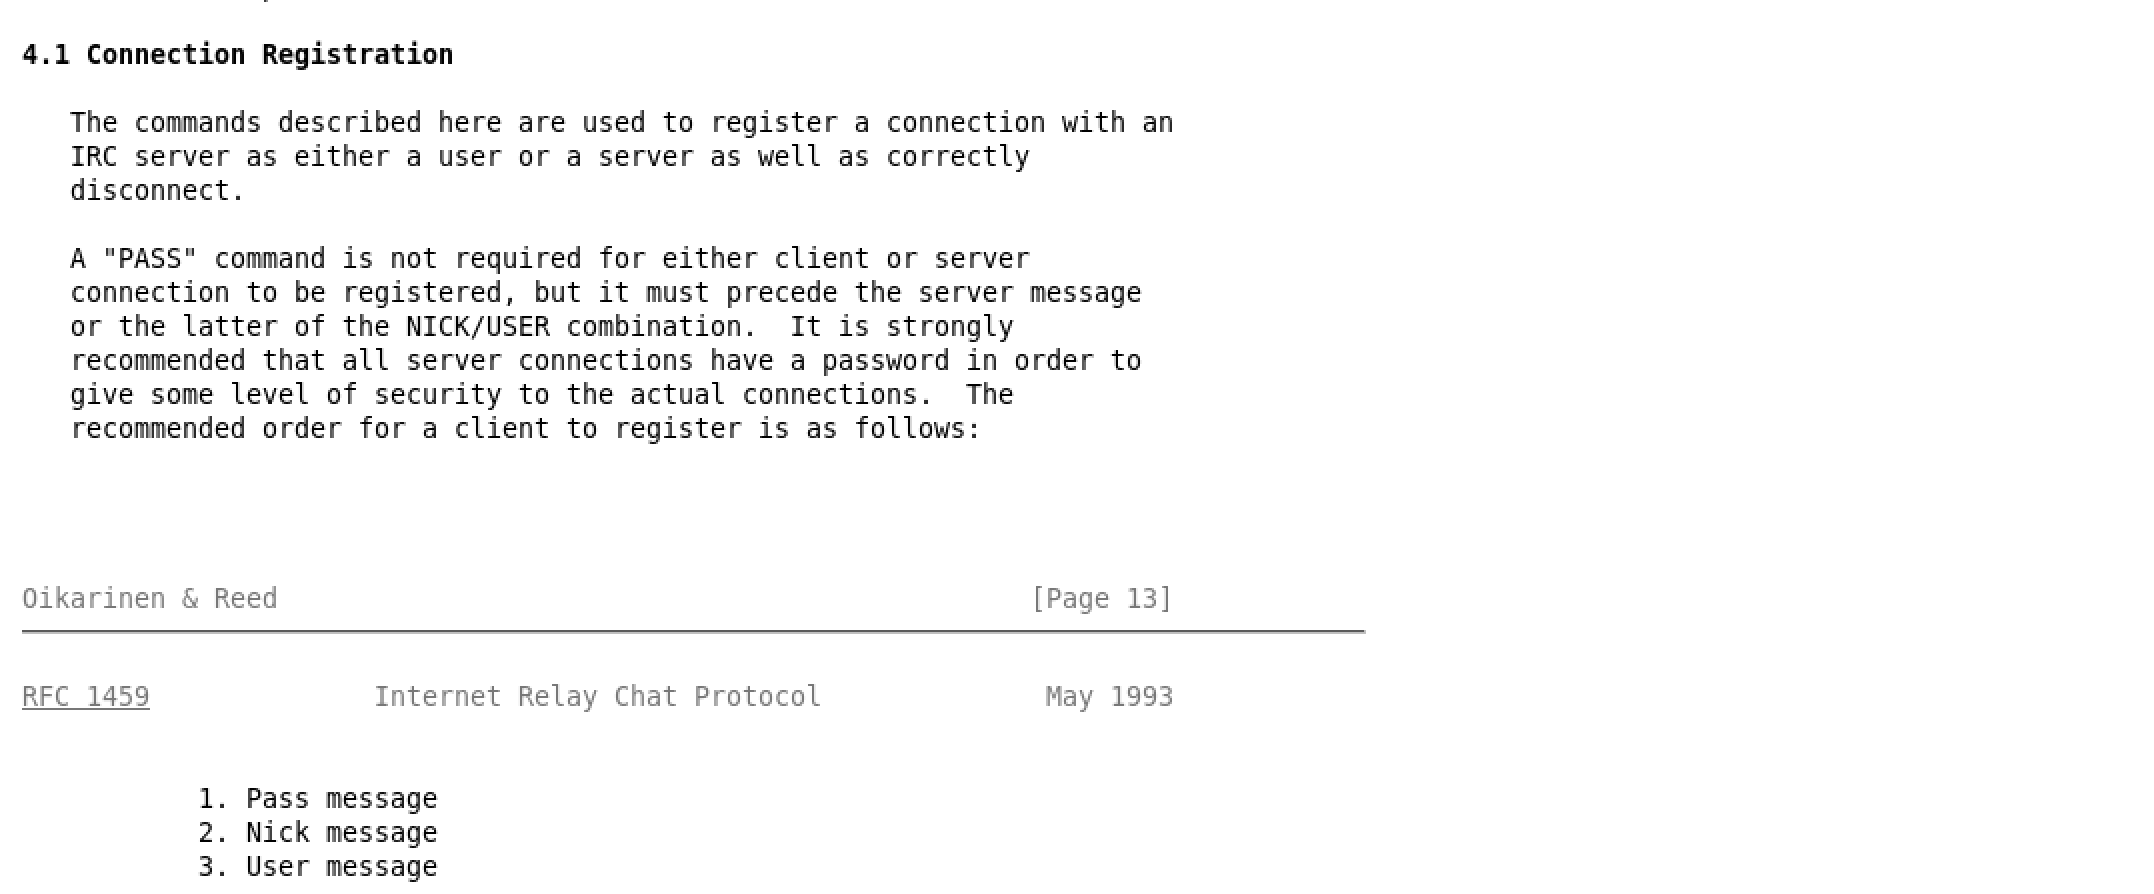 4.1 Connection Registration
The commands described here are used to register a connection with an
IRC server as either a user or a server as well as correctly
disconnect.
A "PASS" command is not required for either client or server
connection to be registered, but it must precede the server message
or the latter of the NICK/USER combination.  It is strongly
recommended that all server connections have a password in order to
give some level of security to the actual connections.  The
recommended order for a client to register is as follows:
Oikarinen & Reed [Page 13]
RFC 1459 Internet Relay Chat Protocol May 1993
1. Pass message
2. Nick message
3. User message